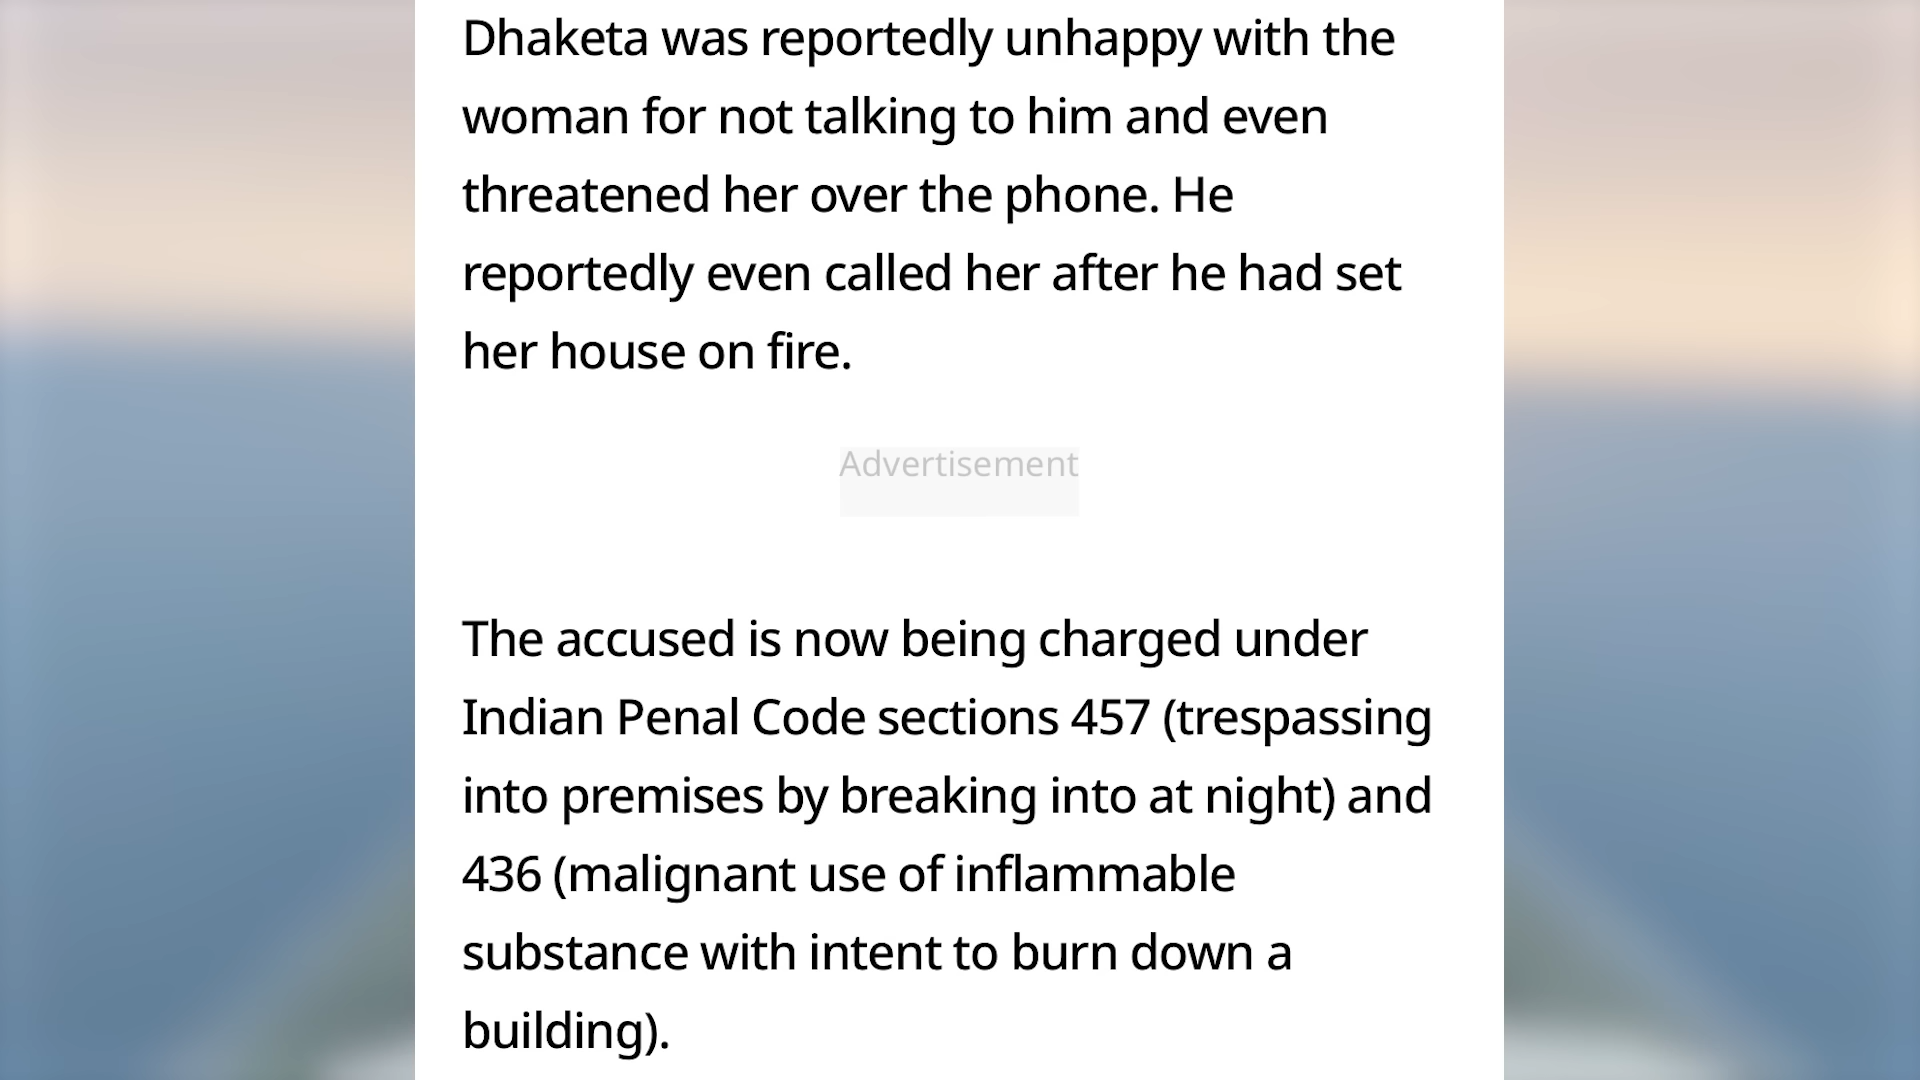 Dhaketa was reportedly unhappy with the
woman for not talking to him and even
threatened her over the phone. He
reportedly even called her after he had set
her house on fire.
Advertisement
The accused is now being charged under
Indian Penal Code sections 457 (trespassing
into premises by breaking into at night) and
436 (malignant use of inflammable
substance with intent to burn down a
building).